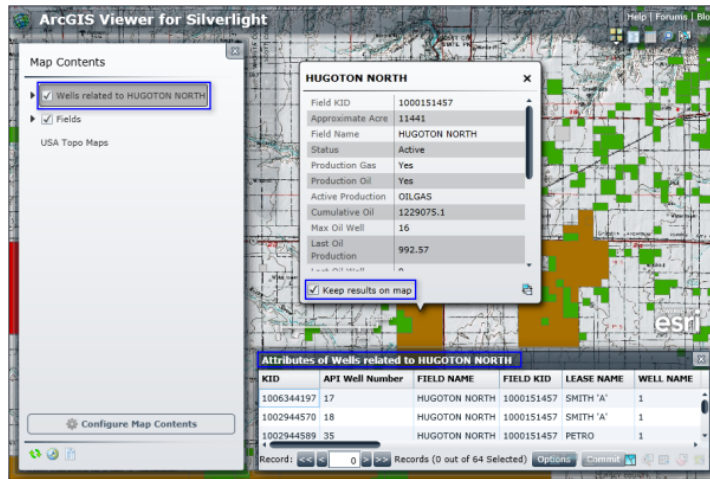 ArcGIS Viewer for Silverlight
Help | Forums | Blo
Map Contents
Wells related to HUGOTON NORTH
Fields
USA Topo Maps
Configure Map Contents
HUGOTON NORTH
Field KID 1000151457
Approximate Acre 11441
Field Name HUGOTON NORTH
Status Active
Production Gas Yes
Production Oil Yes
Active Production OILGAS
Cumulative Oil 1229075.1
Max Oil Well 16
Last Oil
Production 992.57
Last Oil Well 0
Keep results on map
esri
Attributes of Wells related to HUGOTON NORTH
KID API Well Number FIELD NAME FIELD KID LEASE NAME WELL NAME
1006344197 17 HUGOTON NORTH 1000151457 SMITH 'A' 1
1002944570 18 HUGOTON NORTH 1000151457 SMITH 'A' 1
1002944589 35 HUGOTON NORTH 1000151457 PETRO 1
Record: << < 0 > >> Records (0 out of 64 Selected) Options Commit